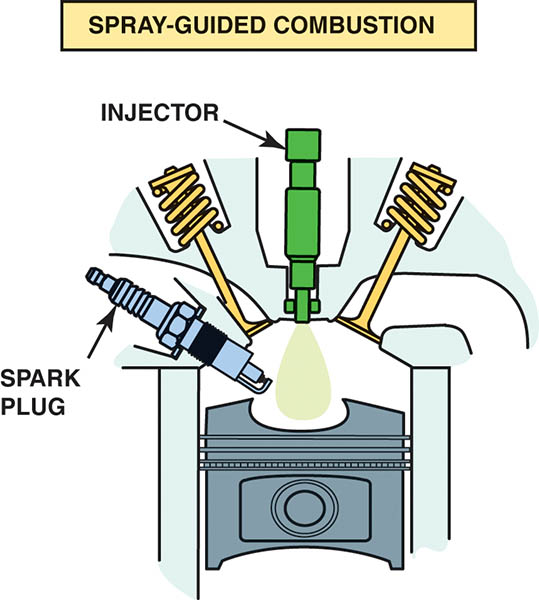 SPRAY-GUIDED COMBUSTION
INJECTOR
SPARK
PLUG